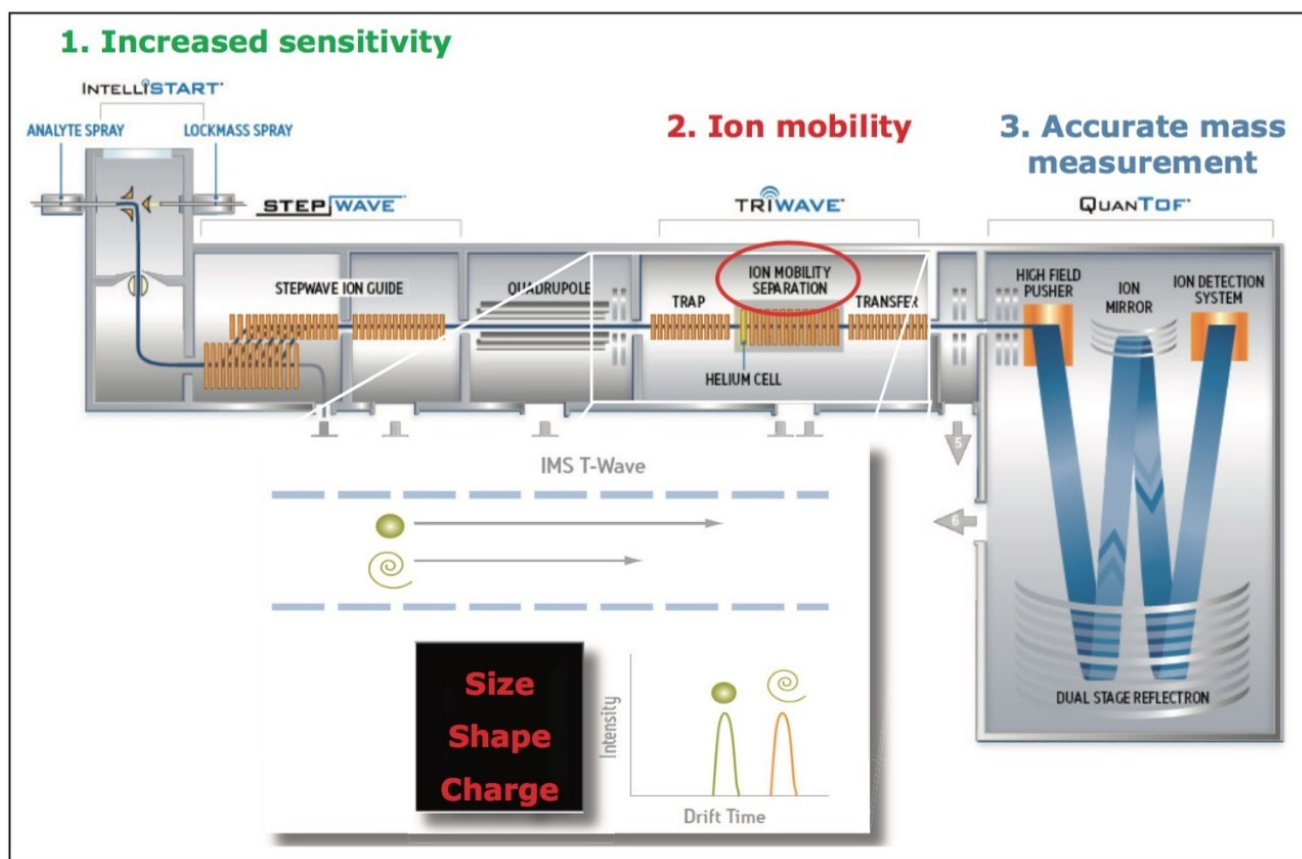 1. Increased sensitivity
INTELLISTART
ANALYTE SPRAY
LOCKMASS SPRAY
2. Ion mobility
3. Accurate mass
measurement
STEPWAVE
TRIWAVE
QUANTOF
STEPWAVE ION GUIDE
QUADRUPOLE
TRAP
ION MOBILITY
SEPARATION
TRANSFER
HELIUM CELL
HIGH FIELD
PUSHER
ION
MIRROR
ION DETECTION
SYSTEM
5
6
DUAL STAGE REFLECTRON
IMS T-Wave
Size
Shape
Charge
Intensity
Drift Time